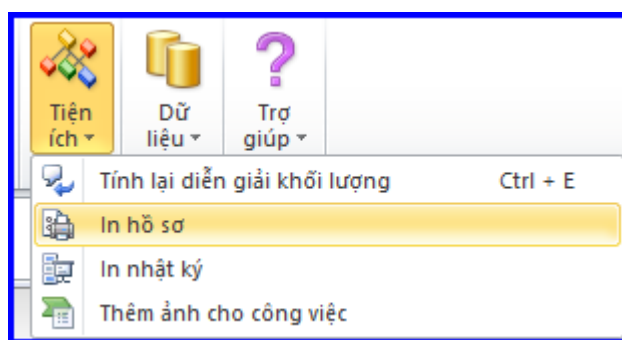 Tiện
ích
Dữ
liệu
Trợ
giúp
Tính lại diễn giải khối lượng Ctrl + E
In hồ sơ
In nhật ký
Thêm ảnh cho công việc